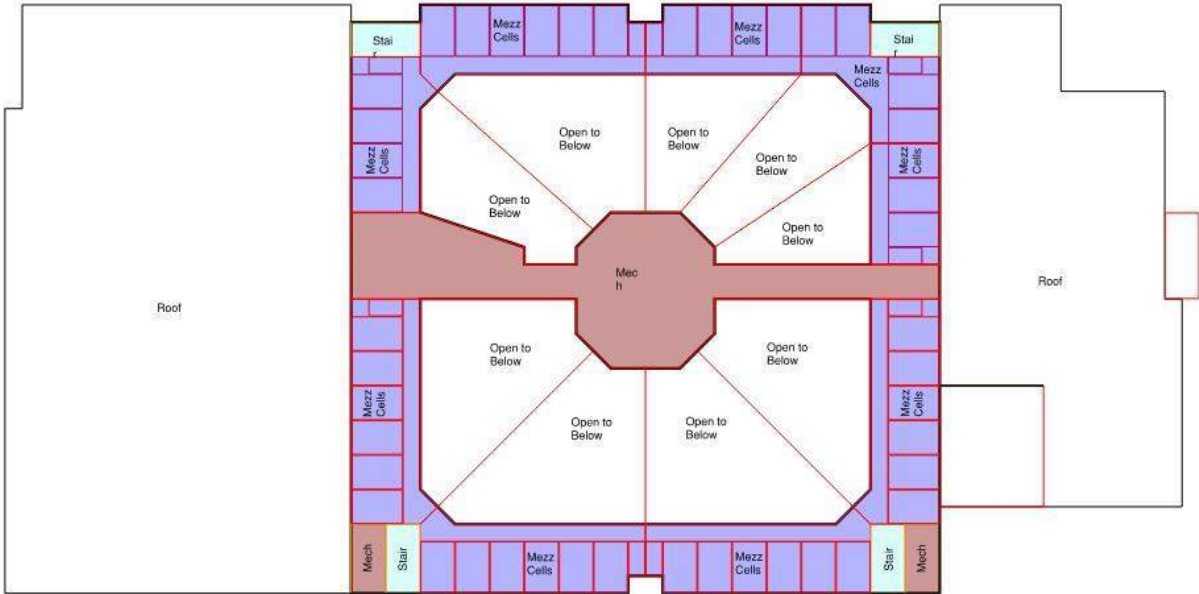 Mezz
Cells
Mezz
Cells
Stai
r
Stai
r
Mezz
Cells
Open to
Below
Open to
Below
Open to
Below
Mezz
Cells
Mezz
Cells
Open to
Below
Open to
Below
Mec
h
Roof
Roof
Open to
Below
Open to
Below
Mezz
Cells
Mezz
Cells
Open to
Below
Open to
Below
Mech
Stair
Mezz
Cells
Mezz
Cells
Stair
Mech